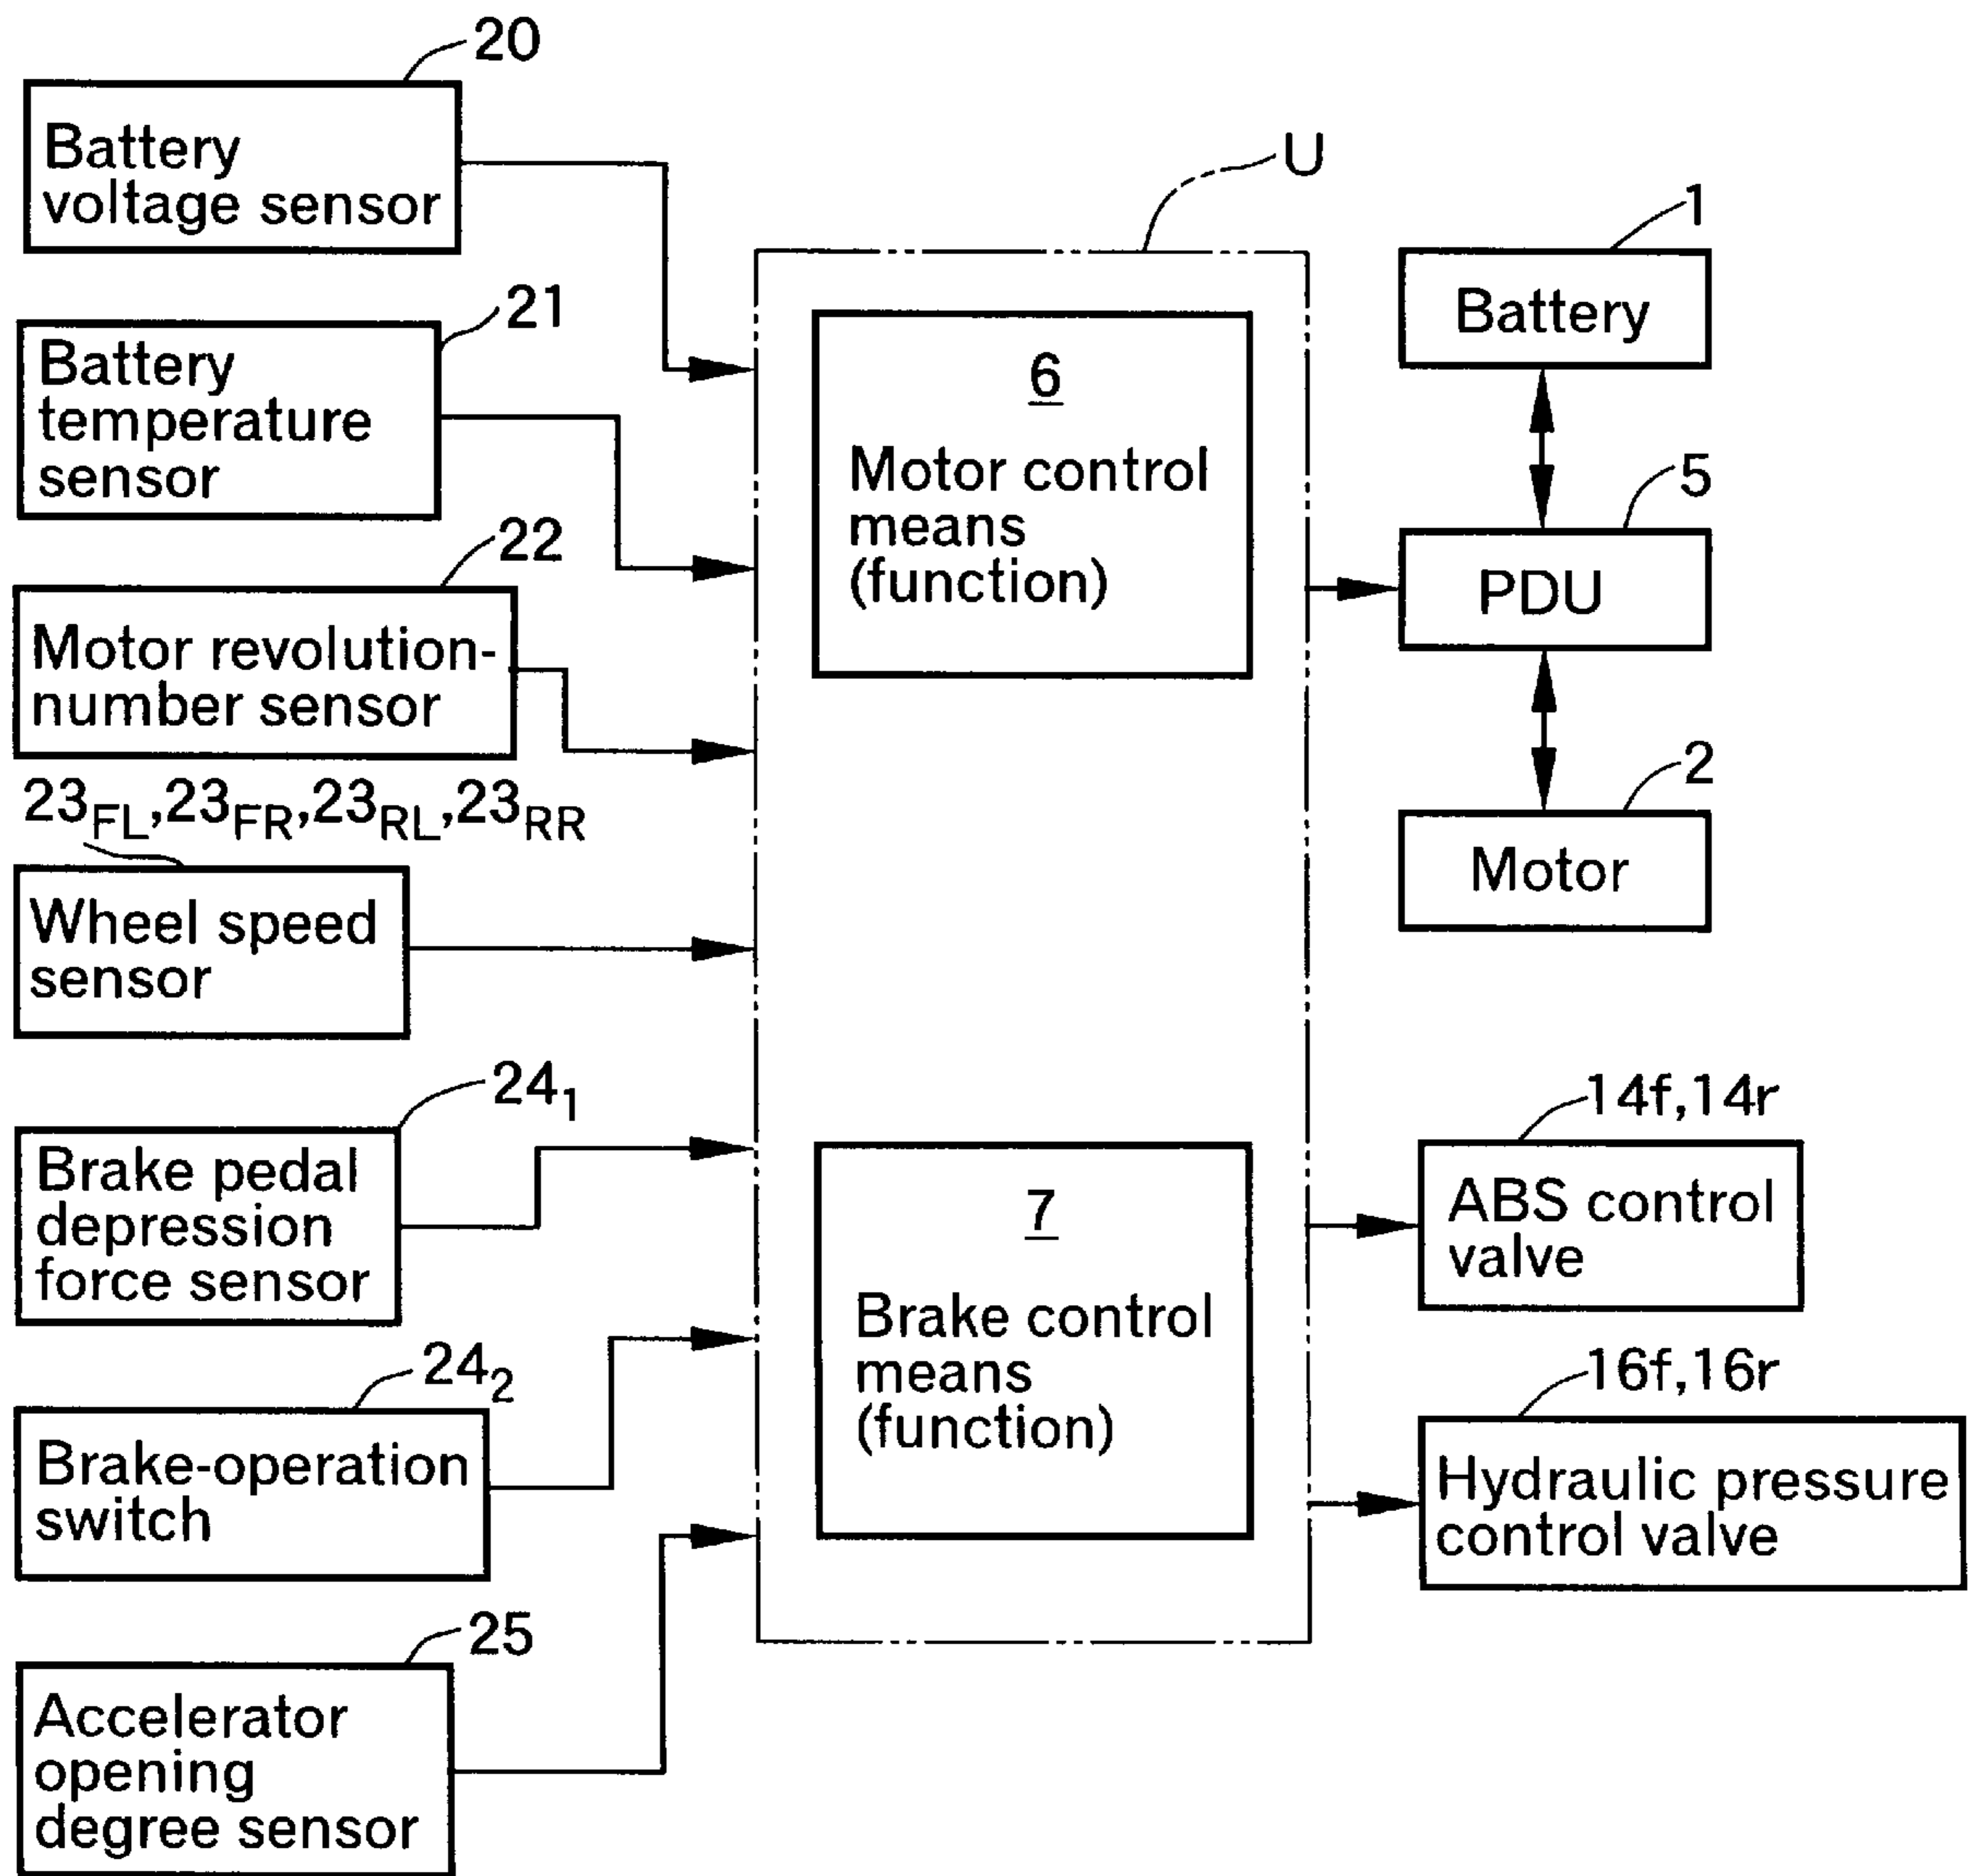 20
Battery
voltage sensor
21
Battery
temperature
sensor
22
Motor revolution-
number sensor
23FL,23FR,23RL,23RR
Wheel speed
sensor
24₁
Brake pedal
depression
force sensor
24₂
Brake-operation
switch
25
Accelerator
opening
degree sensor
U
6
Motor control
means
(function)
7
Brake control
means
(function)
1
Battery
5
PDU
2
Motor
14f,14r
ABS control
valve
16f,16r
Hydraulic pressure
control valve